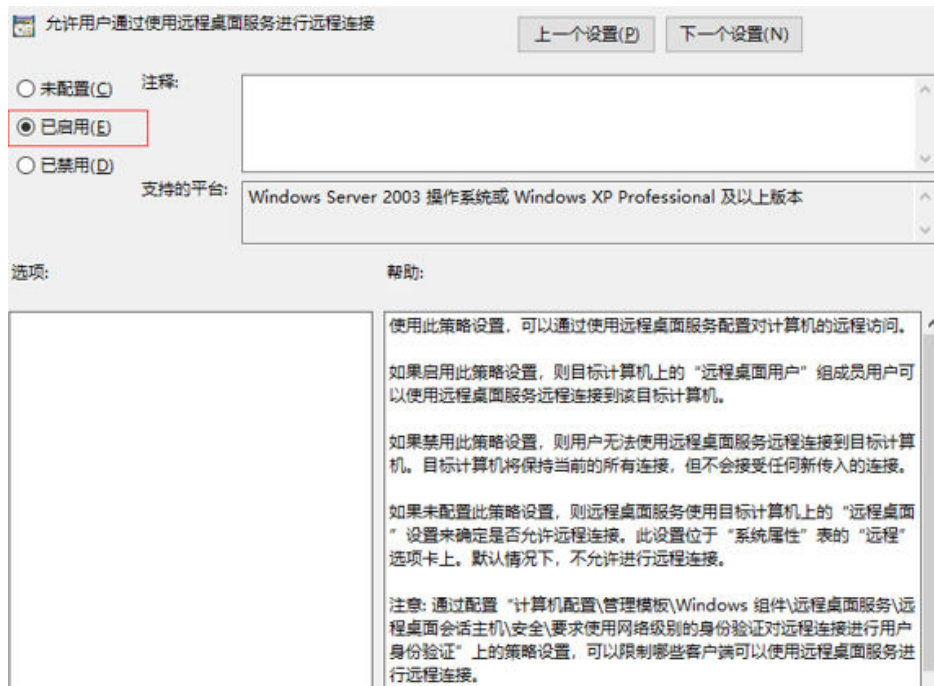 允许用户通过使用远程桌面服务进行远程连接
上一个设置(P)
下一个设置(N)
未配置(C)
注释:
已启用(E)
已禁用(D)
支持的平台:
Windows Server 2003 操作系统或 Windows XP Professional 及以上版本
选项:
帮助:
使用此策略设置，可以通过使用远程桌面服务配置对计算机的远程访问。
如果启用此策略设置，则目标计算机上的“远程桌面用户”组成员用户可
以使用远程桌面服务远程连接到该目标计算机。
如果禁用此策略设置，则用户无法使用远程桌面服务远程连接到目标计算
机。目标计算机将保持当前的所有连接，但不会接受任何新传入的连接。
如果未配置此策略设置，则远程桌面服务使用目标计算机上的“远程桌面
”设置来确定是否允许远程连接。此设置位于“系统属性”表的“远程”
选项卡上。默认情况下，不允许进行远程连接。
注意: 通过配置“计算机配置\管理模板\Windows 组件\远程桌面服务\远
程桌面会话主机\安全\要求使用网络级别的身份验证对远程连接进行用户
身份验证”上的策略设置，可以限制哪些客户端可以使用远程桌面服务进
行远程连接。